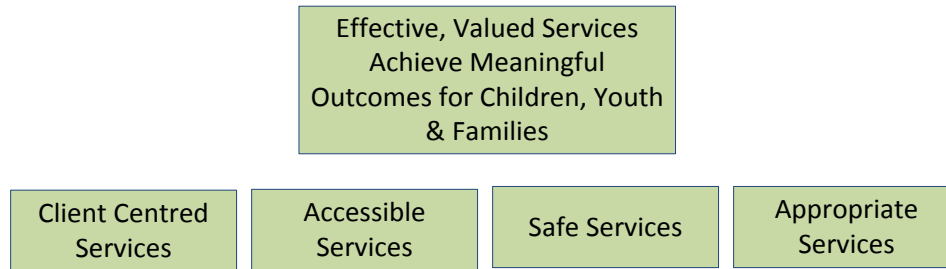 Effective, Valued Services
Achieve Meaningful
Outcomes for Children, Youth
& Families
Client Centred
Services
Accessible
Services
Safe Services
Appropriate
Services